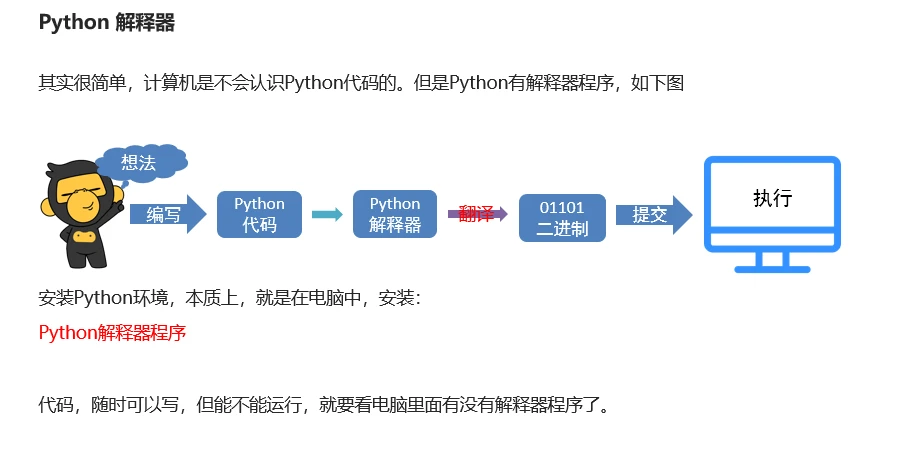 Python 解释器
其实很简单，计算机是不会认识Python代码的。但是Python有解释器程序，如下图
想法
编写
Python
代码
Python
解释器
翻译
01101
二进制
提交
执行
安装Python环境，本质上，就是在电脑中，安装：
Python解释器程序
代码，随时可以写，但能不能运行，就要看电脑里面有没有解释器程序了。